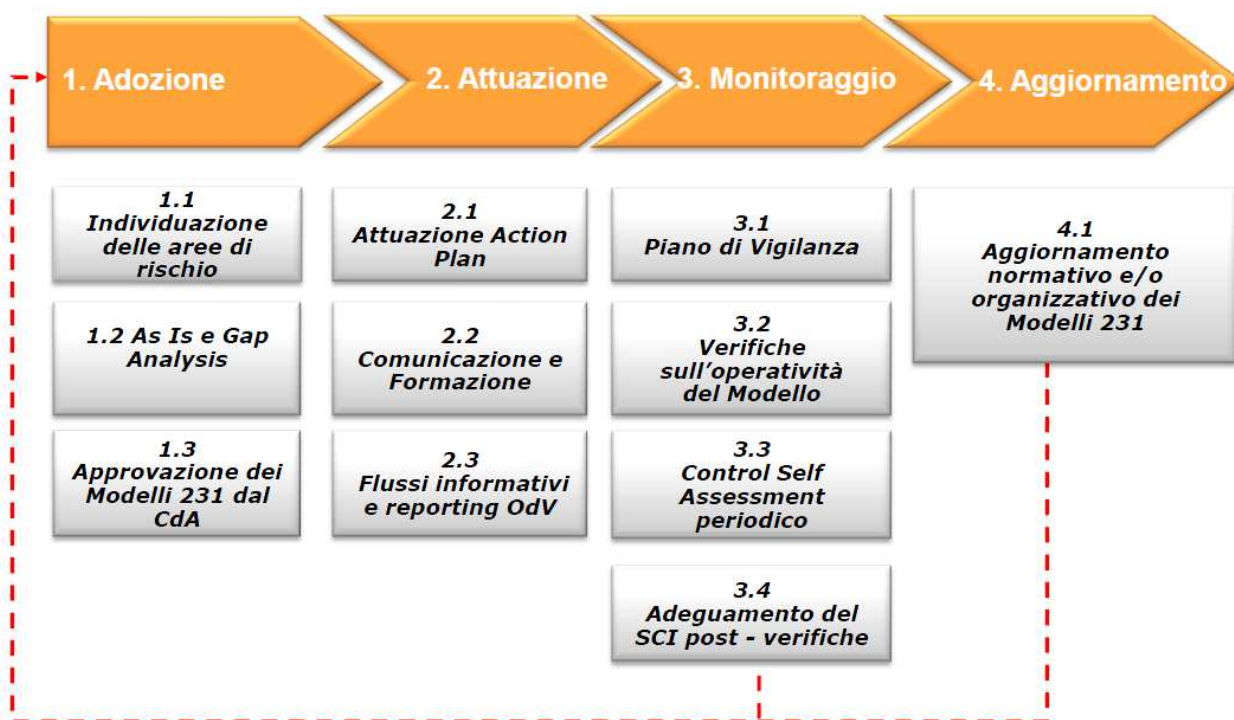 1. Adozione
2. Attuazione
3. Monitoraggio
4. Aggiornamento
1.1
Individuazione
delle aree di
rischio
1.2 As Is e Gap
Analysis
1.3
Approvazione dei
Modelli 231 dal
CdA
2.1
Attuazione Action
Plan
2.2
Comunicazione e
Formazione
2.3
Flussi informativi
e reporting OdV
3.1
Piano di Vigilanza
3.2
Verifiche
sull'operatività
del Modello
3.3
Control Self
Assessment
periodico
3.4
Adeguamento del
SCI post - verifiche
4.1
Aggiornamento
normativo e/o
organizzativo dei
Modelli 231